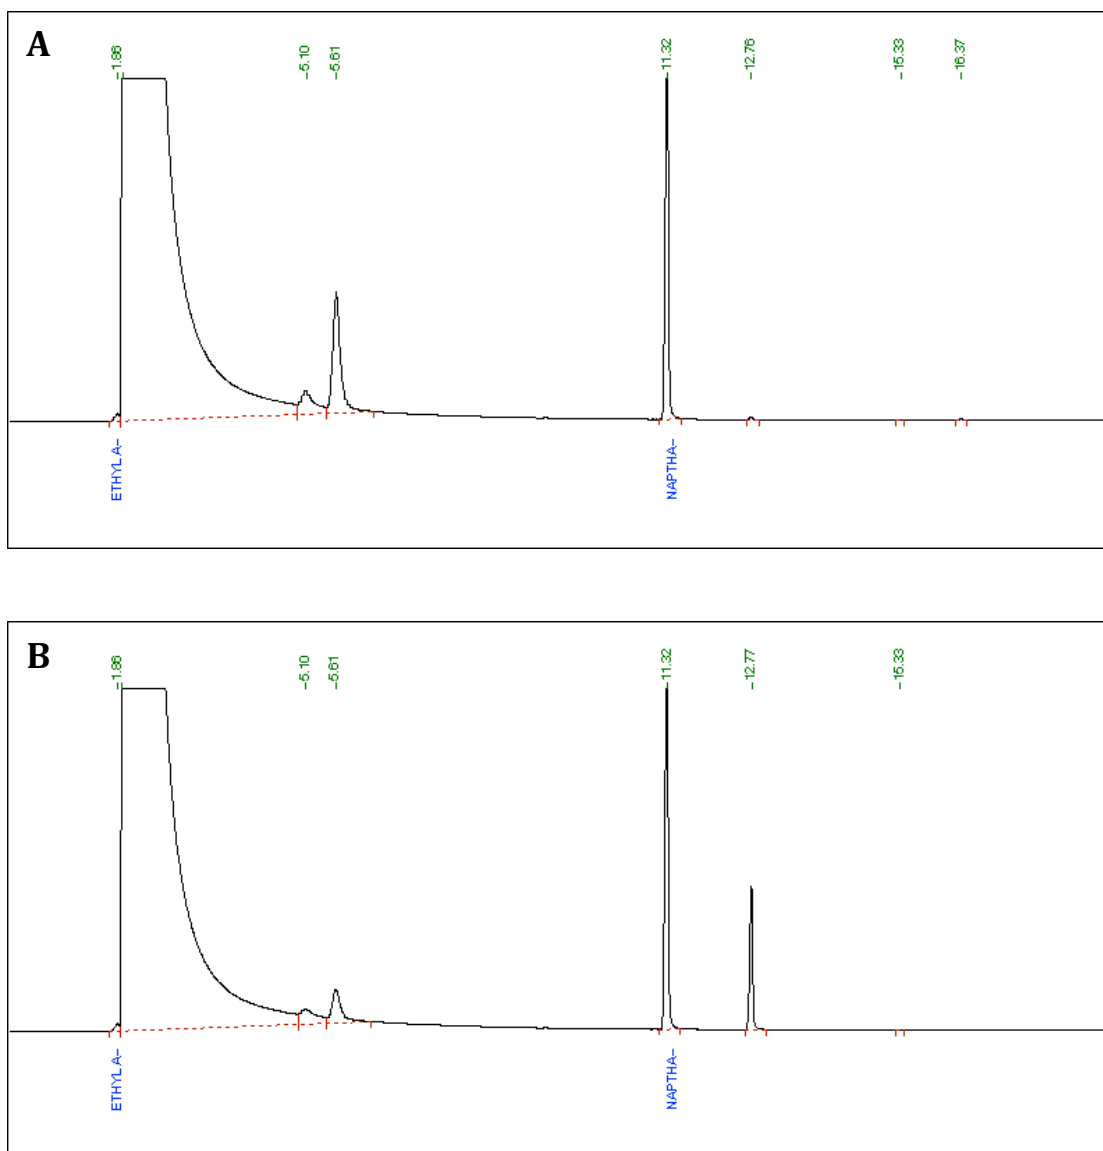 A
=1.86
-5.10
-5.61
-11.32
-12.76
-15.33
-16.37
ETHYL A-
NAPTHA-
B
=1.86
-5.10
-5.61
-11.32
-12.77
-15.33
ETHYL A-
NAPTHA-